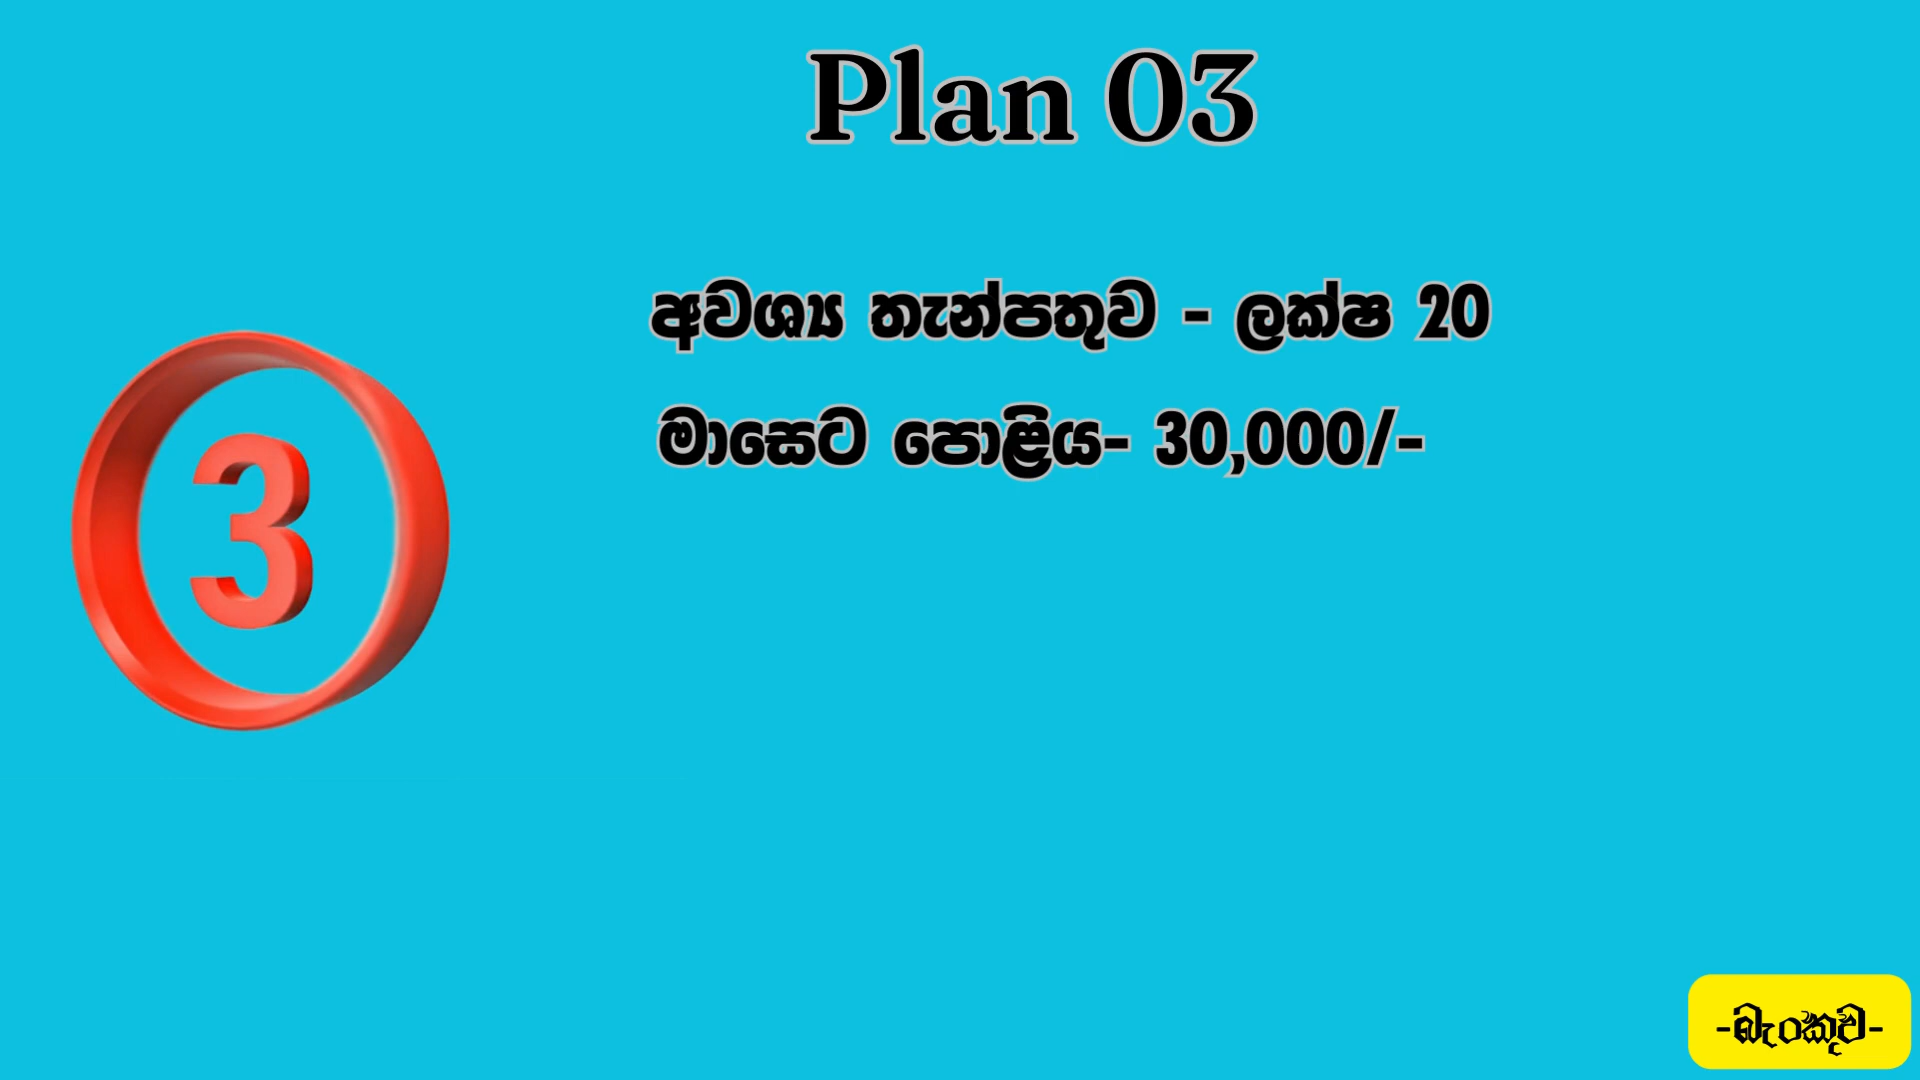 Plan 03
අවශ්‍ය තැන්පතුව - ලක්ෂ 20
මාසෙට පොළිය- 30,000/-
3
-බැංකුව-